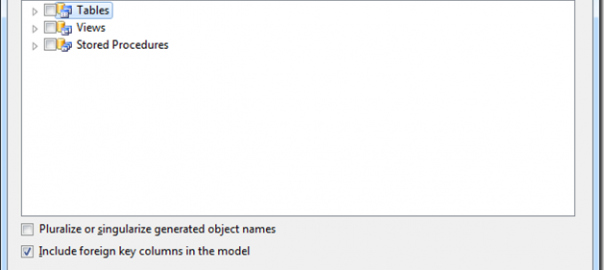 Tables
Views
Stored Procedures
Pluralize or singularize generated object names
Include foreign key columns in the model